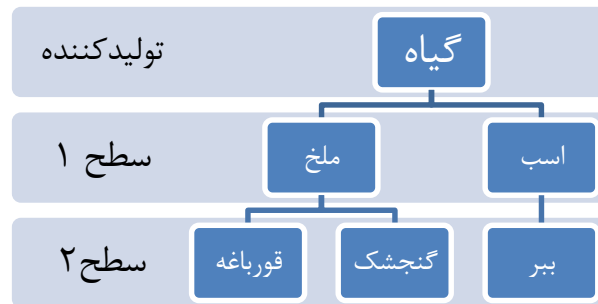 تولیدکننده
گیاه
سطح ۱
اسب
ملخ
سطح۲
ببر
گنجشک
قورباغه